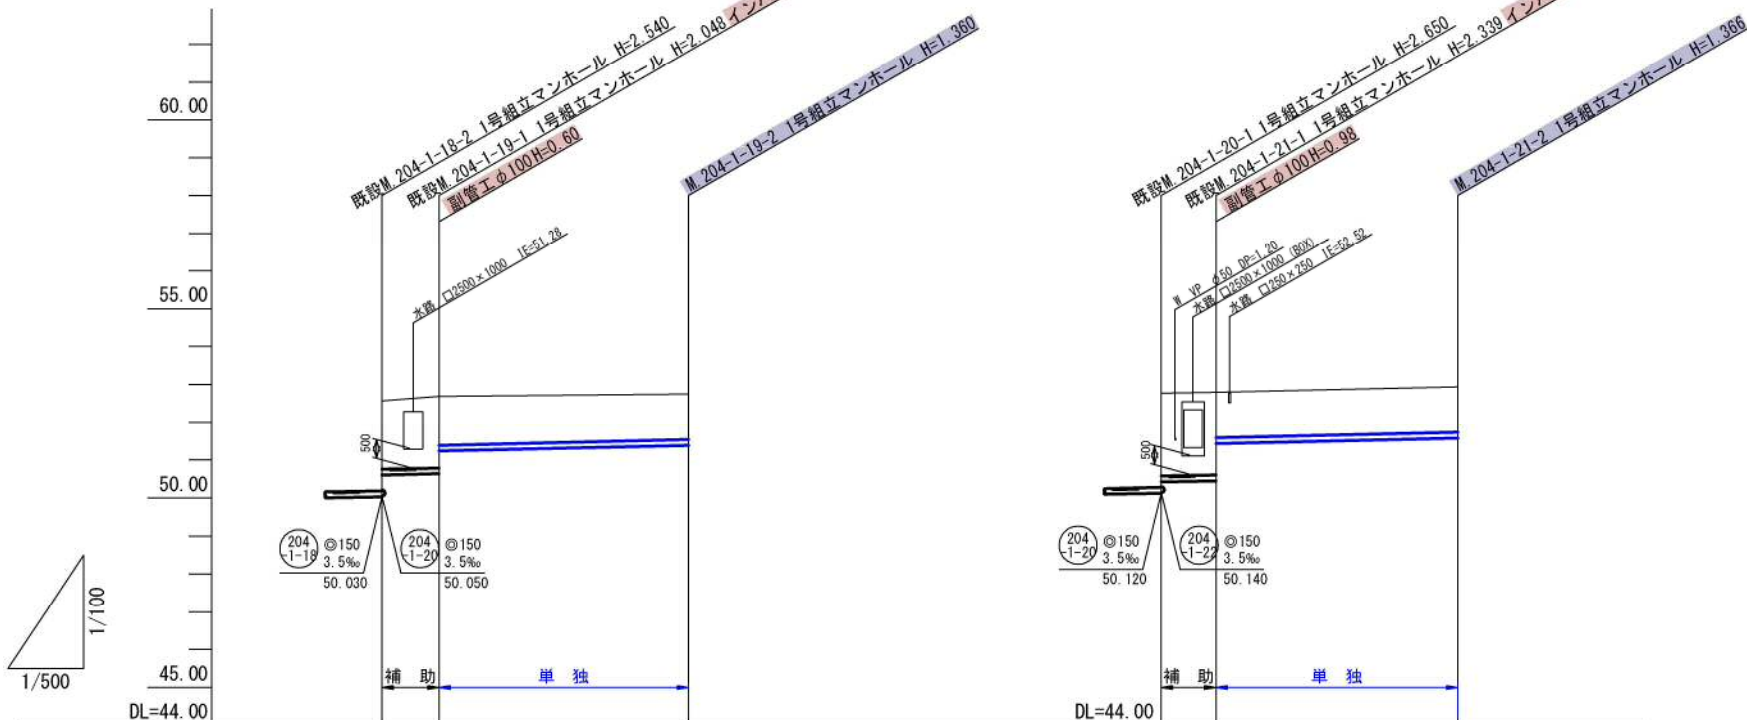 既設M.204-1-18-2 1号組立マンホール H=2.540
既設M.204-1-19-1 1号組立マンホール H=2.048
副管工φ100H=0.60
M.204-1-19-2 1号組立マンホール H=1.360
水路 □2500×1000 IE=51.28
既設M.204-1-20-1 1号組立マンホール H=2.650
既設M.204-1-21-1 1号組立マンホール H=2.339
副管工φ100H=0.98
M.204-1-21-2 1号組立マンホール H=1.366
W VP φ50 DP=1.20
水路 □2500×1000 (BOX)
水路 □250×250 IE=52.52
60.00
55.00
50.00
45.00
DL=44.00
500
204
-1-18
◎150
3.5‰
50.030
204
-1-20
◎150
3.5‰
50.050
補 助
単 独
500
204
-1-20
◎150
3.5‰
50.120
204
-1-22
◎150
3.5‰
50.140
補 助
単 独
DL=44.00
1/100
1/500